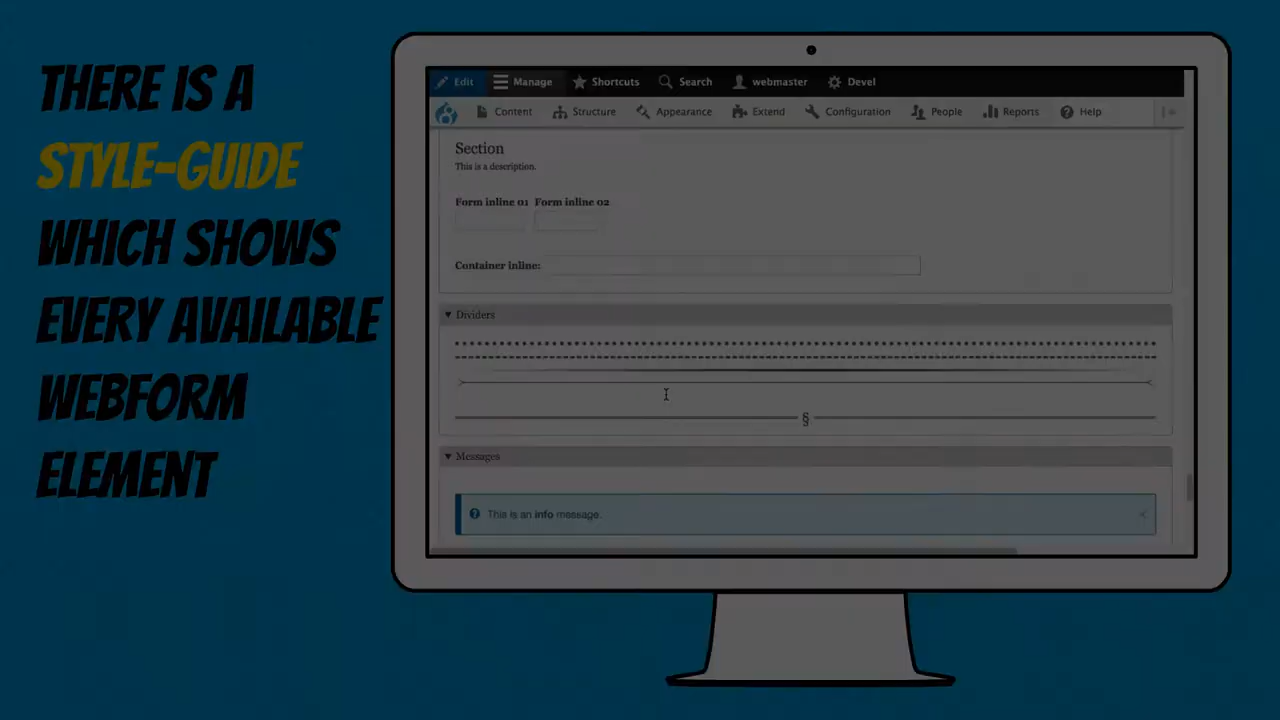 THERE IS A
STYLE-GUIDE
WHICH SHOWS
EVERY AVAILABLE
WEBFORM
ELEMENT
Edit Manage Shortcuts Search webmaster Devel
Content Structure Appearance Extend Configuration People Reports Help
Section
This is a description.
Form inline 01 Form inline 02
Container inline:
▼ Dividers
§
▼ Messages
This is an info message.